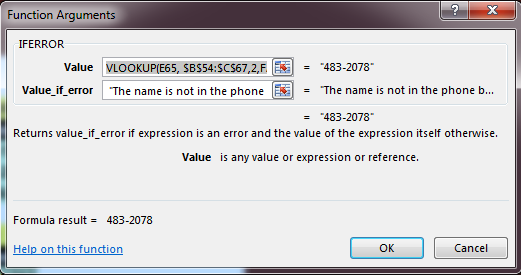 Function Arguments
IFERROR
Value VLOOKUP(E65, $B$54:$C$67,2,F = "483-2078"
Value_if_error "The name is not in the phone = "The name is not in the phone b...
= "483-2078"
Returns value_if_error if expression is an error and the value of the expression itself otherwise.
Value is any value or expression or reference.
Formula result = 483-2078
Help on this function OK Cancel